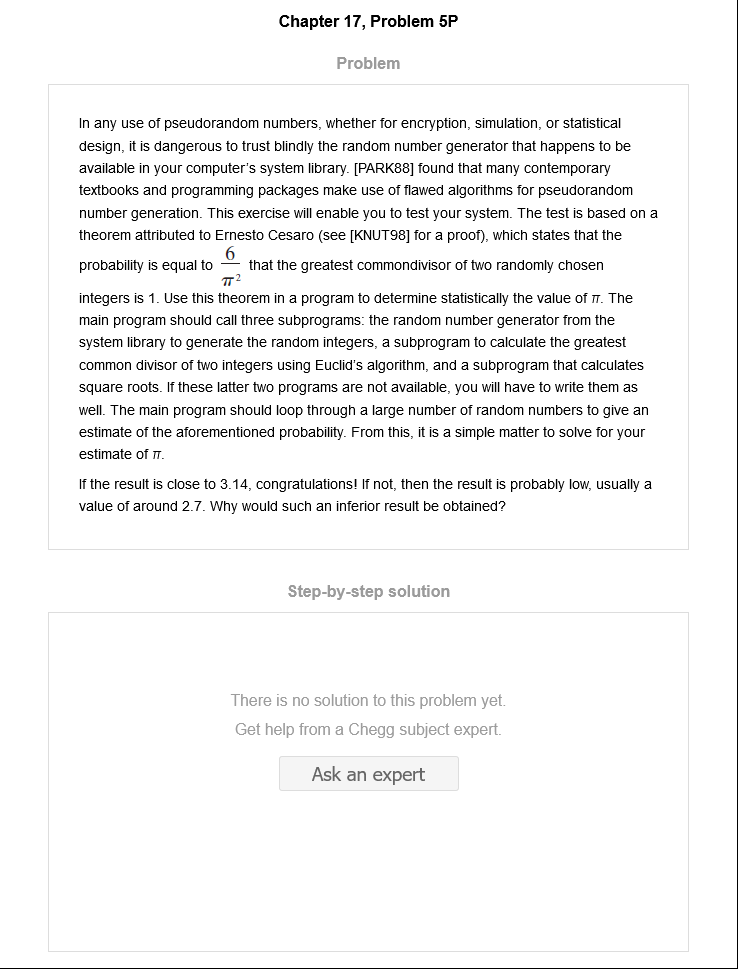 Chapter 17, Problem 5P
Problem
In any use of pseudorandom numbers, whether for encryption, simulation, or statistical
design, it is dangerous to trust blindly the random number generator that happens to be
available in your computer's system library. [PARK88] found that many contemporary
textbooks and programming packages make use of flawed algorithms for pseudorandom
number generation. This exercise will enable you to test your system. The test is based on a
theorem attributed to Ernesto Cesaro (see [KNUT98] for a proof), which states that the
probability is equal to 6/π² that the greatest commondivisor of two randomly chosen
integers is 1. Use this theorem in a program to determine statistically the value of π. The
main program should call three subprograms: the random number generator from the
system library to generate the random integers, a subprogram to calculate the greatest
common divisor of two integers using Euclid's algorithm, and a subprogram that calculates
square roots. If these latter two programs are not available, you will have to write them as
well. The main program should loop through a large number of random numbers to give an
estimate of the aforementioned probability. From this, it is a simple matter to solve for your
estimate of π.
If the result is close to 3.14, congratulations! If not, then the result is probably low, usually a
value of around 2.7. Why would such an inferior result be obtained?
Step-by-step solution
There is no solution to this problem yet.
Get help from a Chegg subject expert.
Ask an expert